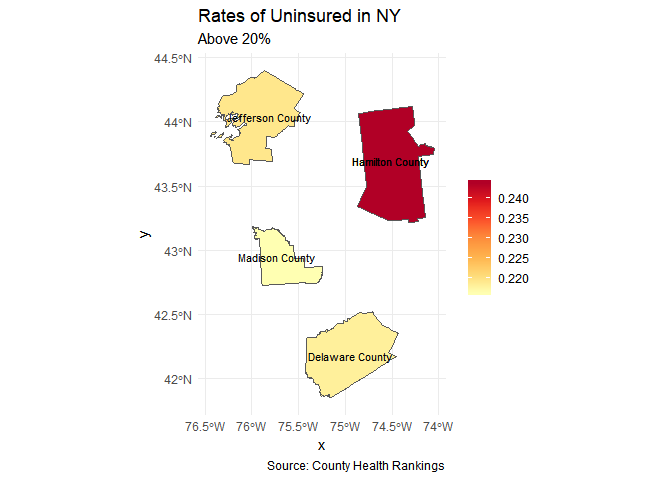 Rates of Uninsured in NY
Above 20%
44.5°N
44°N
43.5°N
43°N
42.5°N
42°N
y
Jefferson County
Hamilton County
Madison County
Delaware County
0.240
0.235
0.230
0.225
0.220
76.5°W
76°W
75.5°W
75°W
74.5°W
74°W
x
Source: County Health Rankings